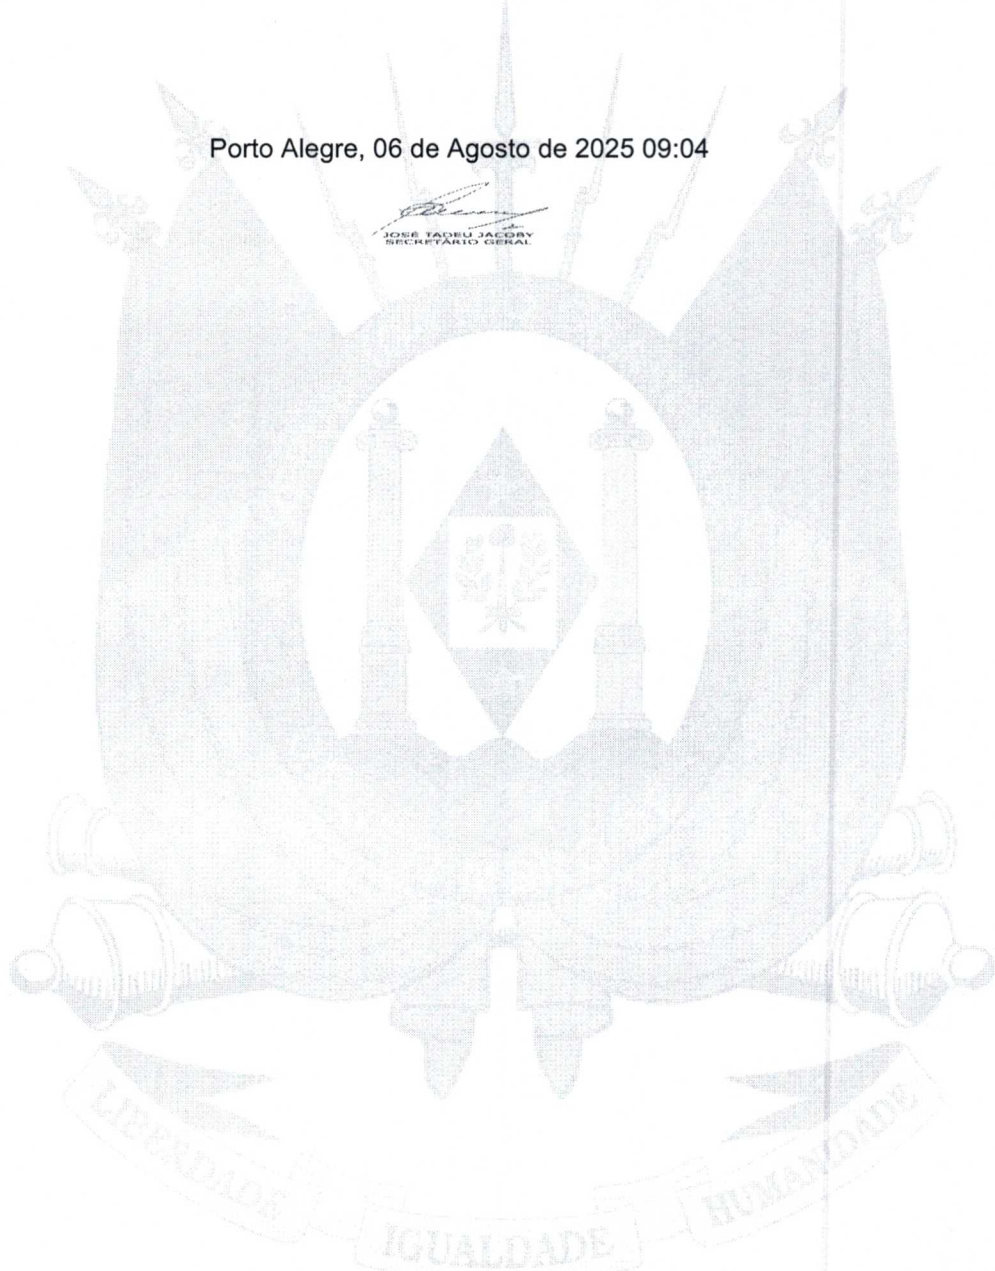 Porto Alegre, 06 de Agosto de 2025 09:04
JOSÉ TADEU JACOBY
SECRETÁRIO GERAL
LIBERDADE
IGUALDADE
HUMANIDADE